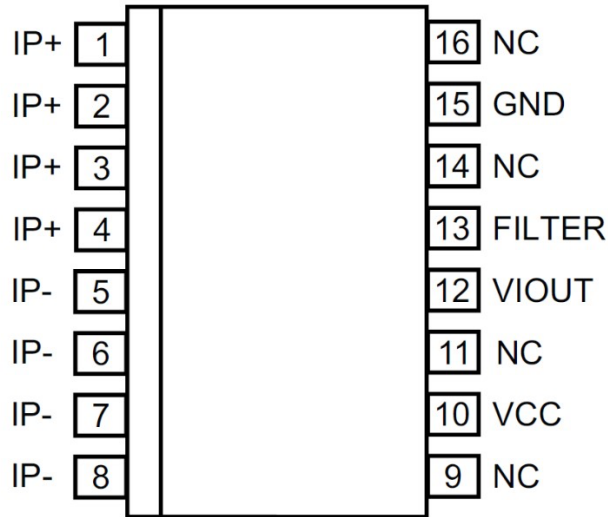 IP+ 1 16 NC
IP+ 2 15 GND
IP+ 3 14 NC
IP+ 4 13 FILTER
IP- 5 12 VIOUT
IP- 6 11 NC
IP- 7 10 VCC
IP- 8 9 NC